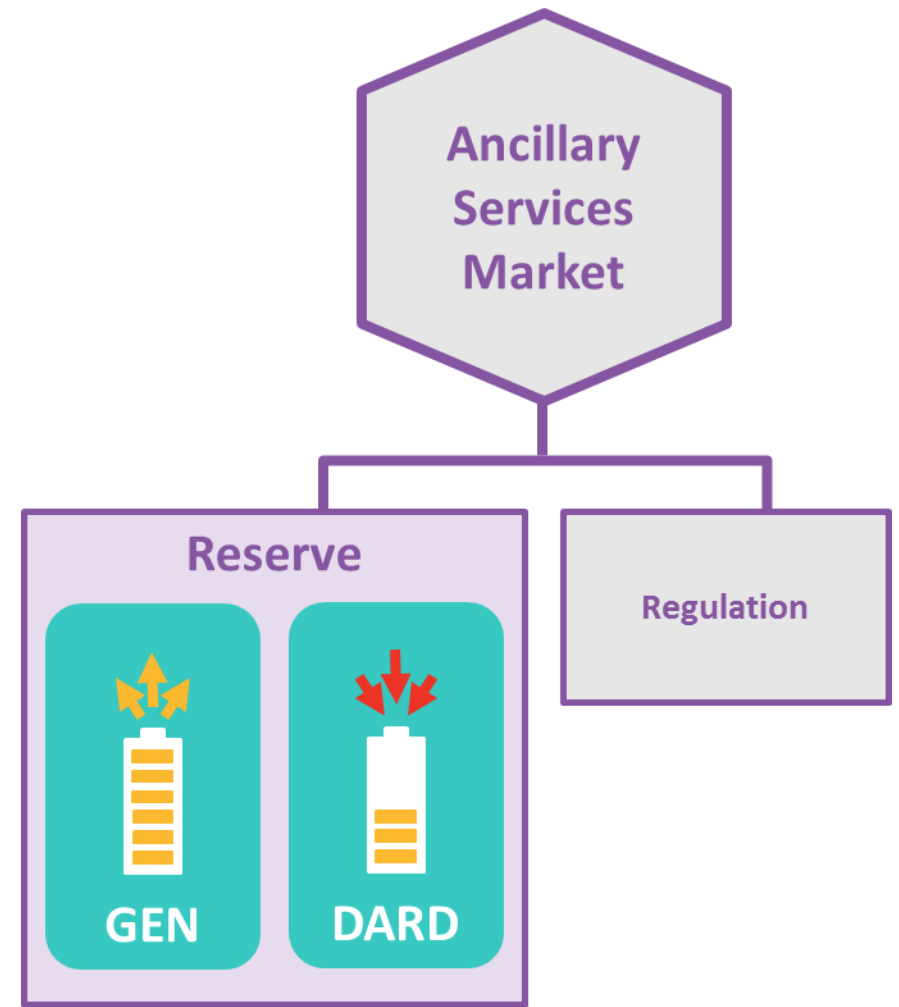 Ancillary
Services
Market
Reserve
Regulation
GEN
DARD